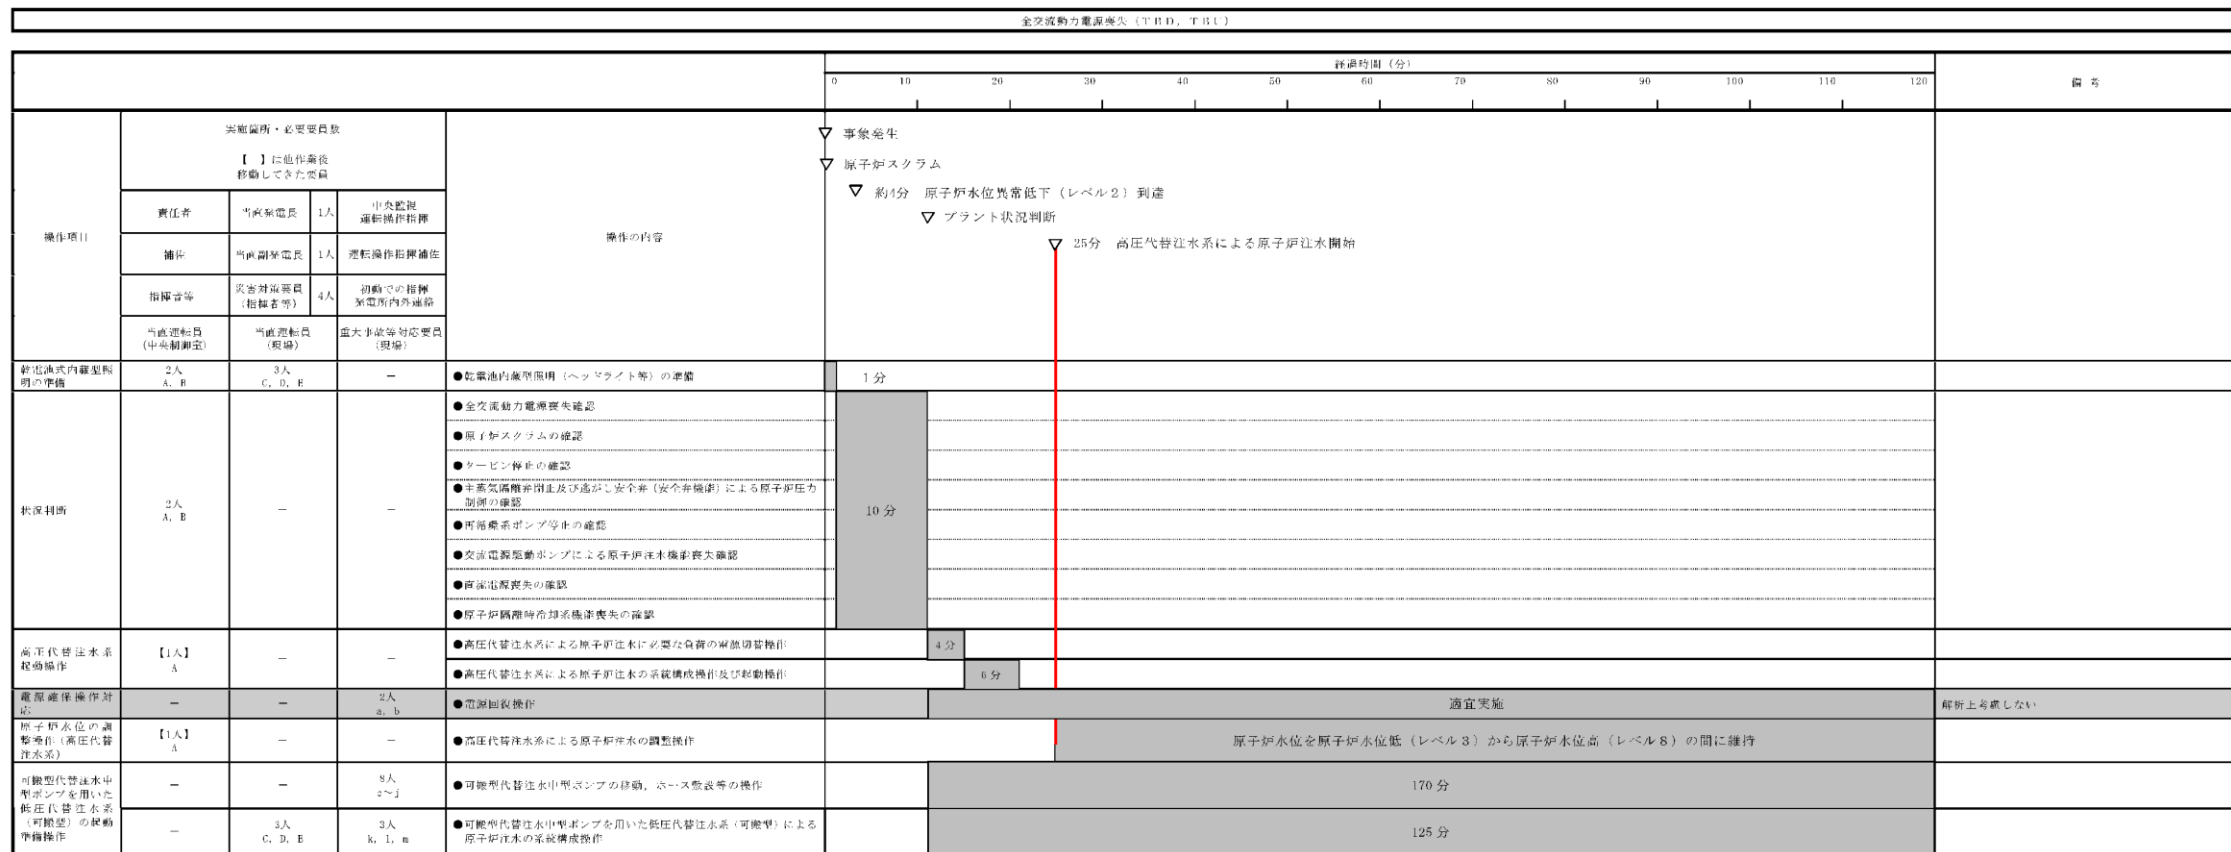 全交流動力電源喪失（ＴＢＤ，ＴＢＵ）
経過時間（分）
備 考
0 10 20 30 40 50 60 70 80 90 100 110 120
操作項目
実施箇所・必要要員数
【 】は他作業後
移動してきた要員
操作の内容
責任者 当直発電長 1人 中央監視
運転操作指揮
補佐 当直副発電長 1人 運転操作指揮補佐
指揮者等 災害対策要員
（指揮者等） 4人 初動での指揮
発電所内外連絡
当直運転員
（中央制御室）
当直運転員
（現場）
重大事故等対応要員
（現場）
事象発生
原子炉スクラム
約4分 原子炉水位異常低下（レベル２）到達
プラント状況判断
25分 高圧代替注水系による原子炉注水開始
乾電池式内蔵型照
明の準備
2人
A, B
3人
C, D, E
－
●乾電池内蔵型照明（ヘッドライト等）の準備
1 分
状況判断
2人
A, B
－
－
●全交流動力電源喪失確認
●原子炉スクラムの確認
●タービン停止の確認
●主蒸気隔離弁閉止及び逃がし安全弁（安全弁機能）による原子炉圧力
制御の確認
●再循環系ポンプ停止の確認
●交流電源駆動ポンプによる原子炉注水機能喪失確認
●直流電源喪失の確認
●原子炉隔離時冷却系機能喪失の確認
10 分
高圧代替注水系
起動操作
【1人】
A
－
－
●高圧代替注水系による原子炉注水に必要な負荷の電源切替操作
4 分
●高圧代替注水系による原子炉注水の系統構成操作及び起動操作
6 分
電源確保操作対
応
－
－
2人
a, b
●電源回復操作
適宜実施
解析上考慮しない
原子炉水位の調
整操作（高圧代替
注水系）
【1人】
A
－
－
●高圧代替注水系による原子炉注水の調整操作
原子炉水位を原子炉水位低（レベル３）から原子炉水位高（レベル８）の間に維持
可搬型代替注水中
型ポンプを用いた
低圧代替注水系
（可搬型）の起動
準備操作
－
－
8人
c～j
●可搬型代替注水中型ポンプの移動，ホース敷設等の操作
170 分
－
3人
C, D, E
3人
k, l, m
●可搬型代替注水中型ポンプを用いた低圧代替注水系（可搬型）による
原子炉注水の系統構成操作
125 分